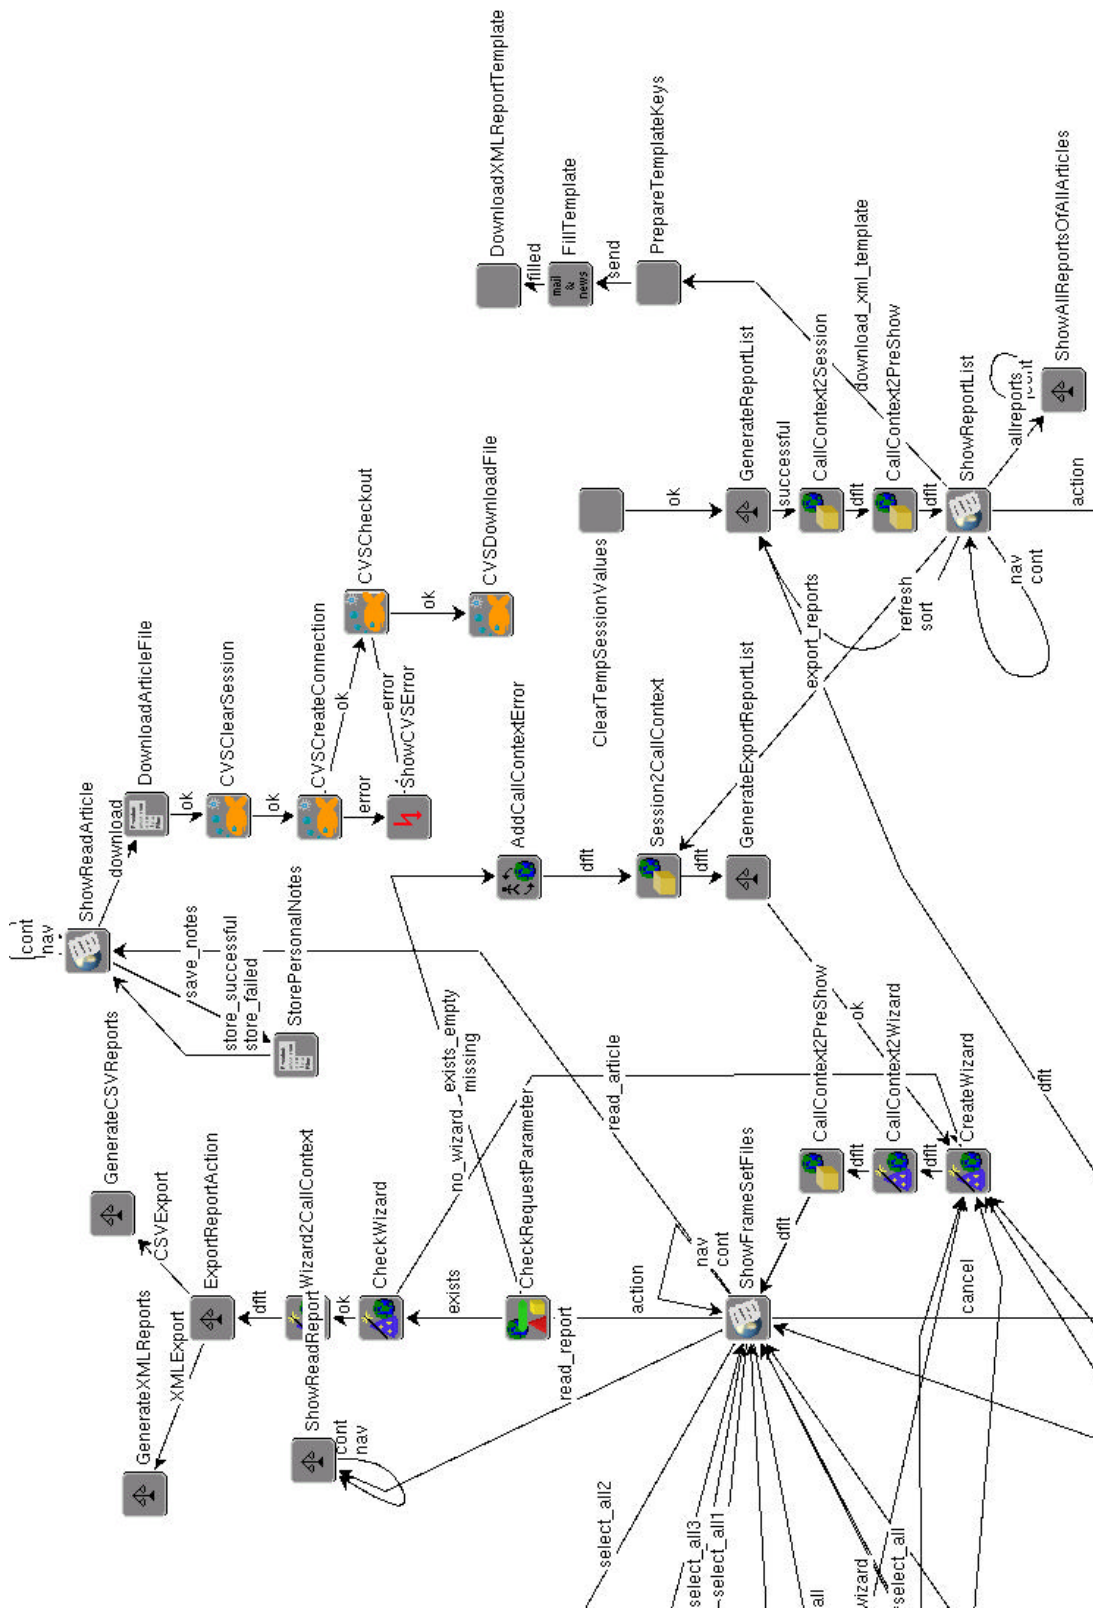 cont
nav
ShowReadArticle
download
DownloadArticleFile
ok
CVSClearSession
ok
CVSCreateConnection
ok
error
error
ShowCVSError
CVSCheckout
ok
CVSDownloadFile
save_notes
store_successful
store_failed
StorePersonalNotes
DownloadXMLReportTemplate
filled
mail
&
news
FillTemplate
send
PrepareTemplateKeys
download_xml_template
ClearTempSessionValues
ok
GenerateReportList
successful
CallContext2Session
dflt
CallContext2PreShow
dflt
ShowReportList
allreports
cont
ShowAllReportsOfAllArticles
action
nav
cont
refresh
sort
export_reports
AddCallContextError
dflt
Session2CallContext
dflt
GenerateExportReportList
ok
GenerateCSVReports
CSVExport
GenerateXMLReports
XMLExport
ExportReportAction
dflt
Wizard2CallContext
ok
CheckWizard
no_wizard
exists_empty
missing
exists
CheckRequestParameter
ShowReadReport
cont
nav
read_report
read_article
action
nav
cont
ShowFrameSetFiles
dflt
CallContext2PreShow
dflt
CallContext2Wizard
dflt
CreateWizard
dflt
cancel
select_all2
select_all3
select_all1
all
wizard
select_all